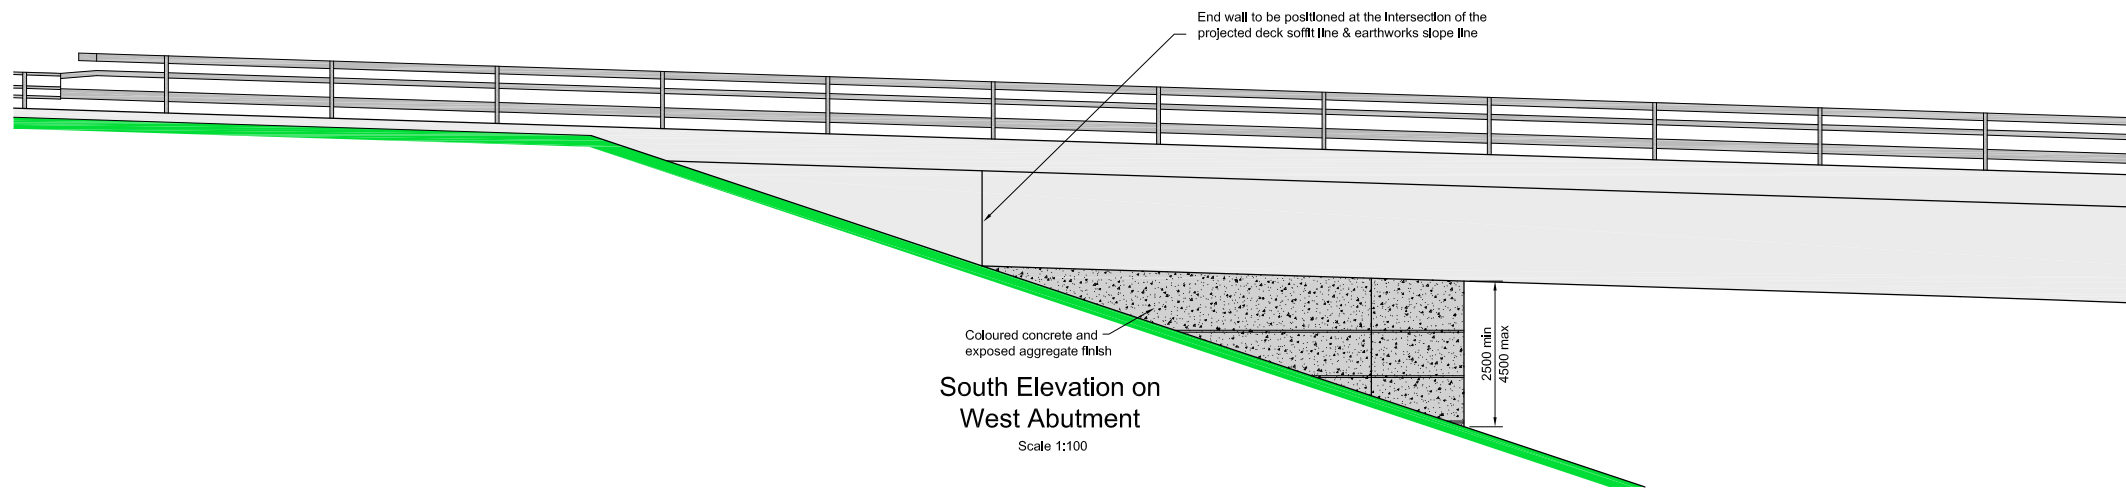 End wall to be positioned at the intersection of the
projected deck soffit line & earthworks slope line
Coloured concrete and
exposed aggregate finish
2500 min
4500 max
South Elevation on
West Abutment
Scale 1:100